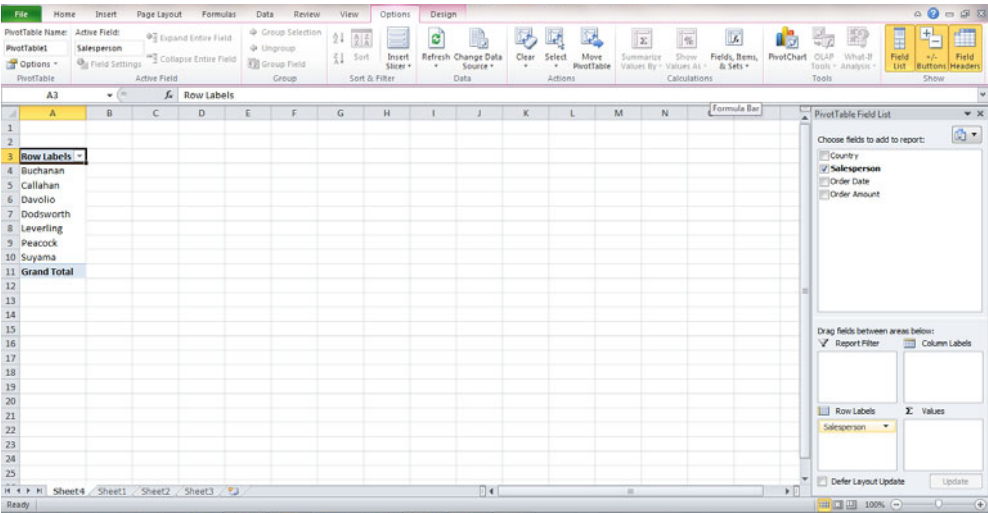 File Home Insert Page Layout Formulas Data Review View Options Design
PivotTable Name: Active Field: Expand Entire Field Group Selection
PivotTable1 Salesperson Ungroup Sort Insert Slicer Refresh Change Data Source Clear Select Move PivotTable Summarize Values By Show Values As Fields, Items, & Sets PivotChart OLAP Tools What-If Analysis Field List +/- Buttons Field Headers
Options Field Settings Collapse Entire Field Group Field
PivotTable Active Field Group Sort & Filter Data Actions Calculations Tools Show
A3 fx Row Labels
Formula Bar
A B C D E F G H I J K L M N
1
2
3 Row Labels
4 Buchanan
5 Callahan
6 Davolio
7 Dodsworth
8 Leverling
9 Peacock
10 Suyama
11 Grand Total
12
13
14
15
16
17
18
19
20
21
22
23
24
25
PivotTable Field List
Choose fields to add to report:
Country
Salesperson
Order Date
Order Amount
Drag fields between areas below:
Report Filter Column Labels
Row Labels Σ Values
Salesperson
Defer Layout Update Update
Sheet4 Sheet1 Sheet2 Sheet3
Ready 100%